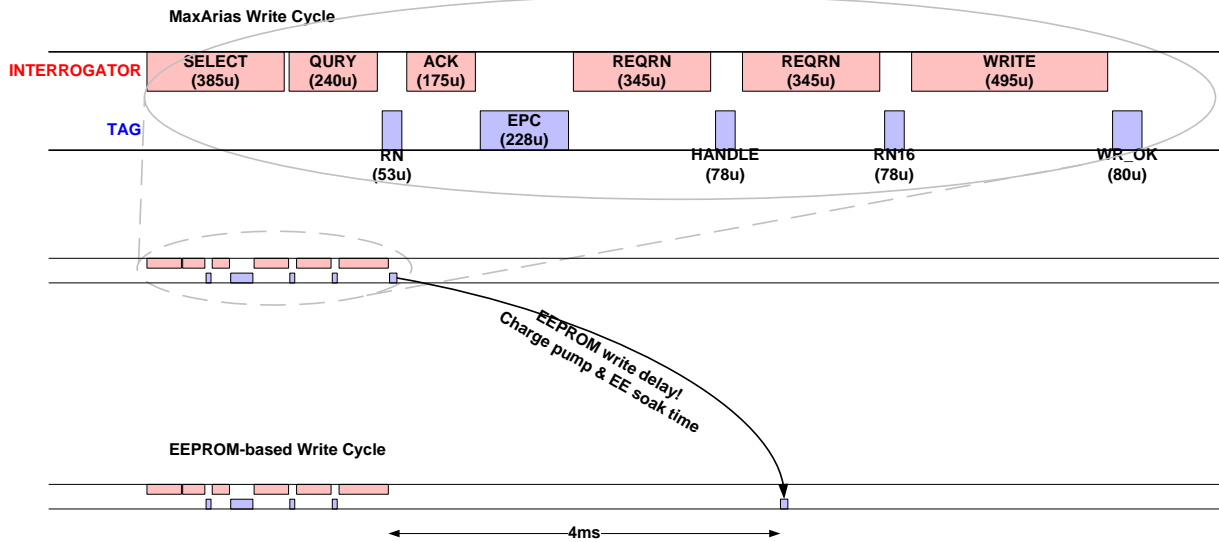 MaxArias Write Cycle
INTERROGATOR
SELECT
(385u)
QURY
(240u)
ACK
(175u)
REQRN
(345u)
REQRN
(345u)
WRITE
(495u)
TAG
RN
(53u)
EPC
(228u)
HANDLE
(78u)
RN16
(78u)
WR_OK
(80u)
EEPROM write delay!
Charge pump & EE soak time
EEPROM-based Write Cycle
4ms